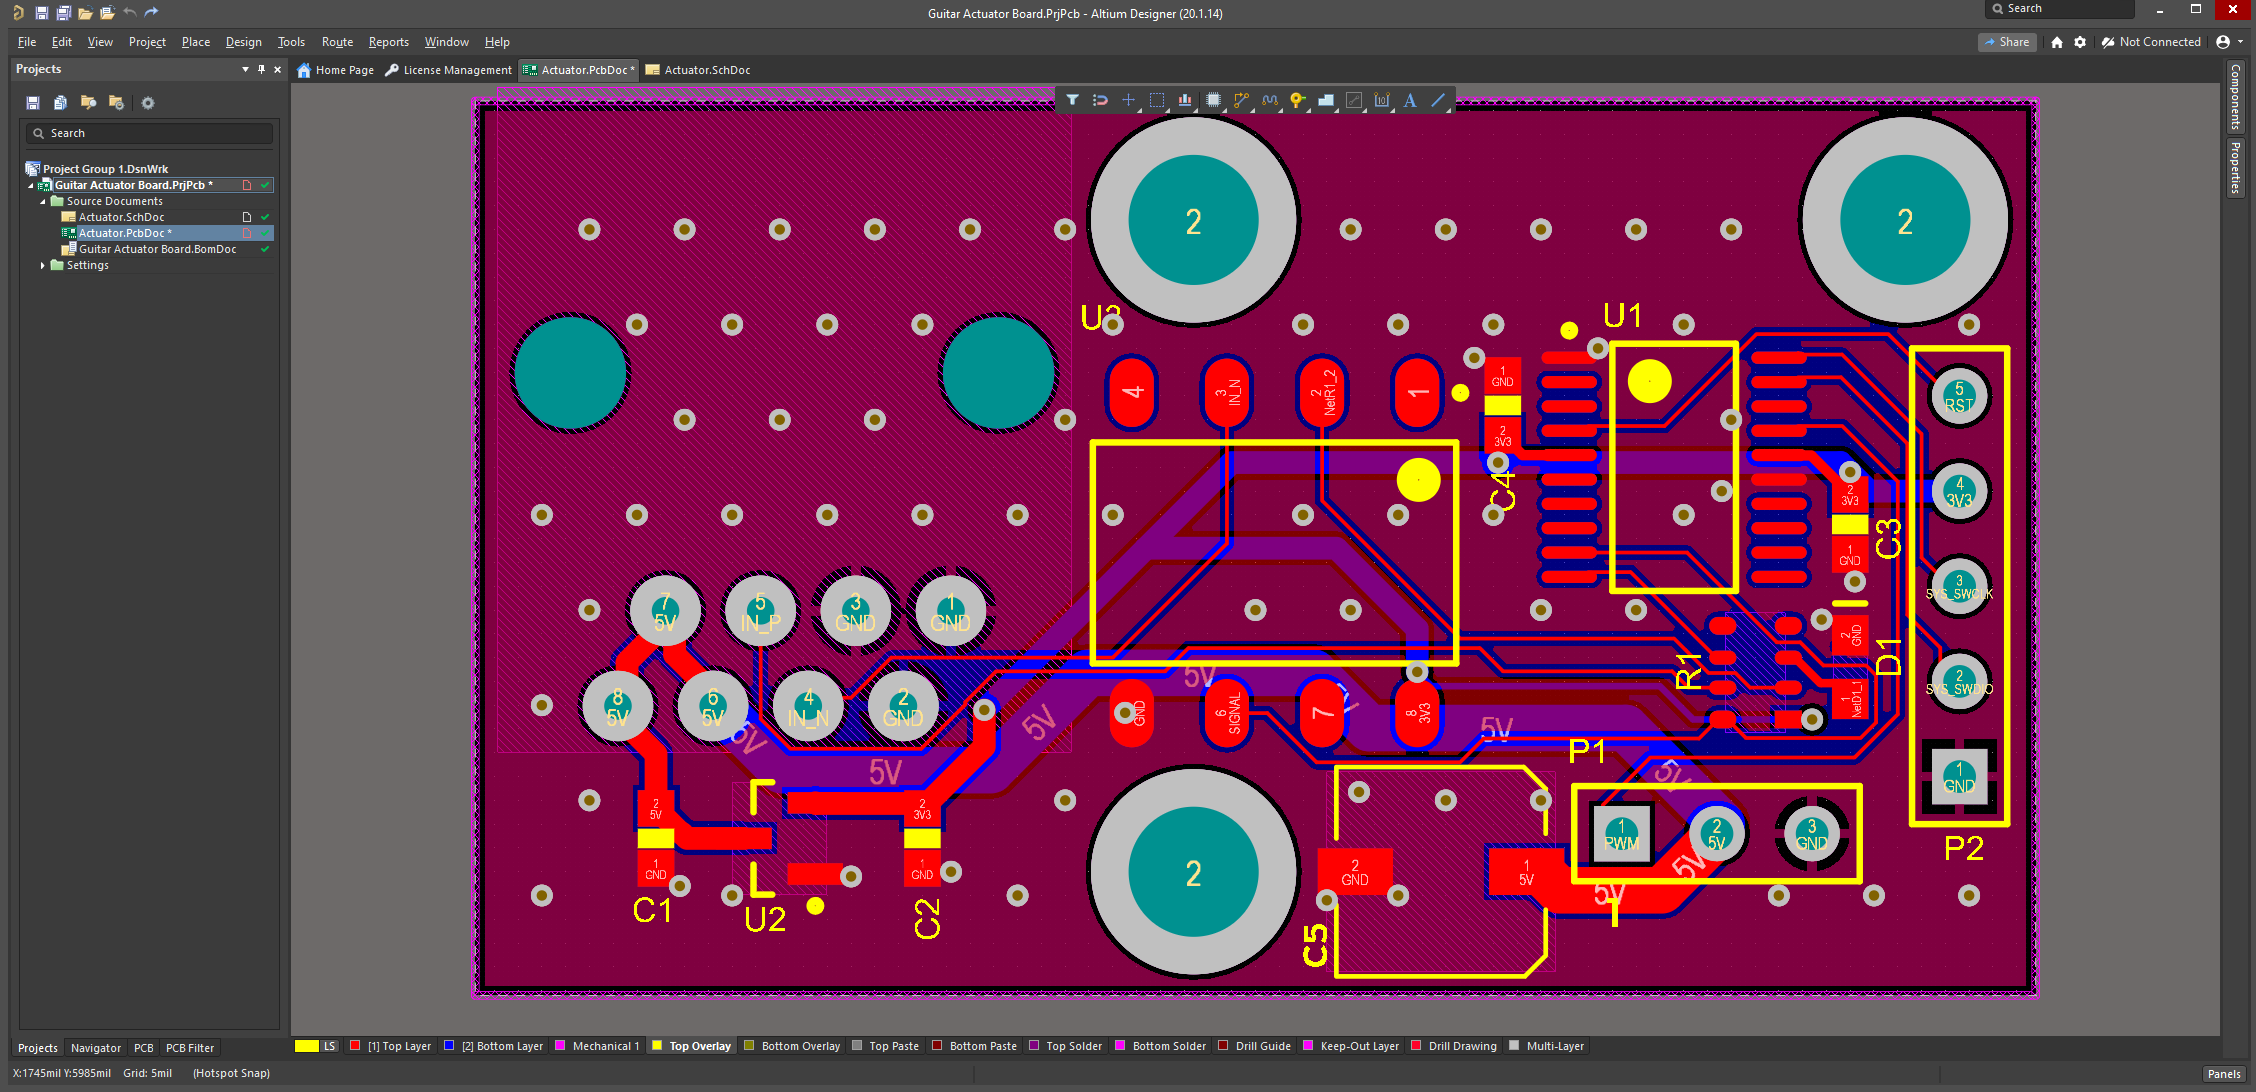 Guitar Actuator Board.PrjPcb - Altium Designer (20.1.14)
Search
File Edit View Project Place Design Tools Route Reports Window Help
Share
Not Connected
Projects
Home Page
License Management
Actuator.PcbDoc *
Actuator.SchDoc
Search
Project Group 1.DsnWrk
Guitar Actuator Board.PrjPcb *
Source Documents
Actuator.SchDoc
Actuator.PcbDoc *
Guitar Actuator Board.BomDoc
Settings
Components
Properties
2
2
U1
4
3 IN_N
2 NetR1_2
1
1 GND
2 3V3
C4
5 RST
4 3V3
3 SYS_SWCLK
2 SYS_SWDIO
1 GND
P2
2 3V3
1 GND
C3
2 GND
1 NetD1_1
D1
R1
7 5V
5 IN_P
3 GND
1 GND
8 5V
6 5V
4 IN_N
2 GND
5V
5V
5V
5V
5V
5V
5V
5V
GND
6 SIGNAL
7
8 3V3
P1
1 PWM
2 5V
3 GND
2 5V
1 GND
C1
U2
2 3V3
1 GND
C2
2
2 GND
1 5V
C5
Projects Navigator PCB PCB Filter
LS
[1] Top Layer
[2] Bottom Layer
Mechanical 1
Top Overlay
Bottom Overlay
Top Paste
Bottom Paste
Top Solder
Bottom Solder
Drill Guide
Keep-Out Layer
Drill Drawing
Multi-Layer
X:1745mil Y:5985mil Grid: 5mil (Hotspot Snap)
Panels